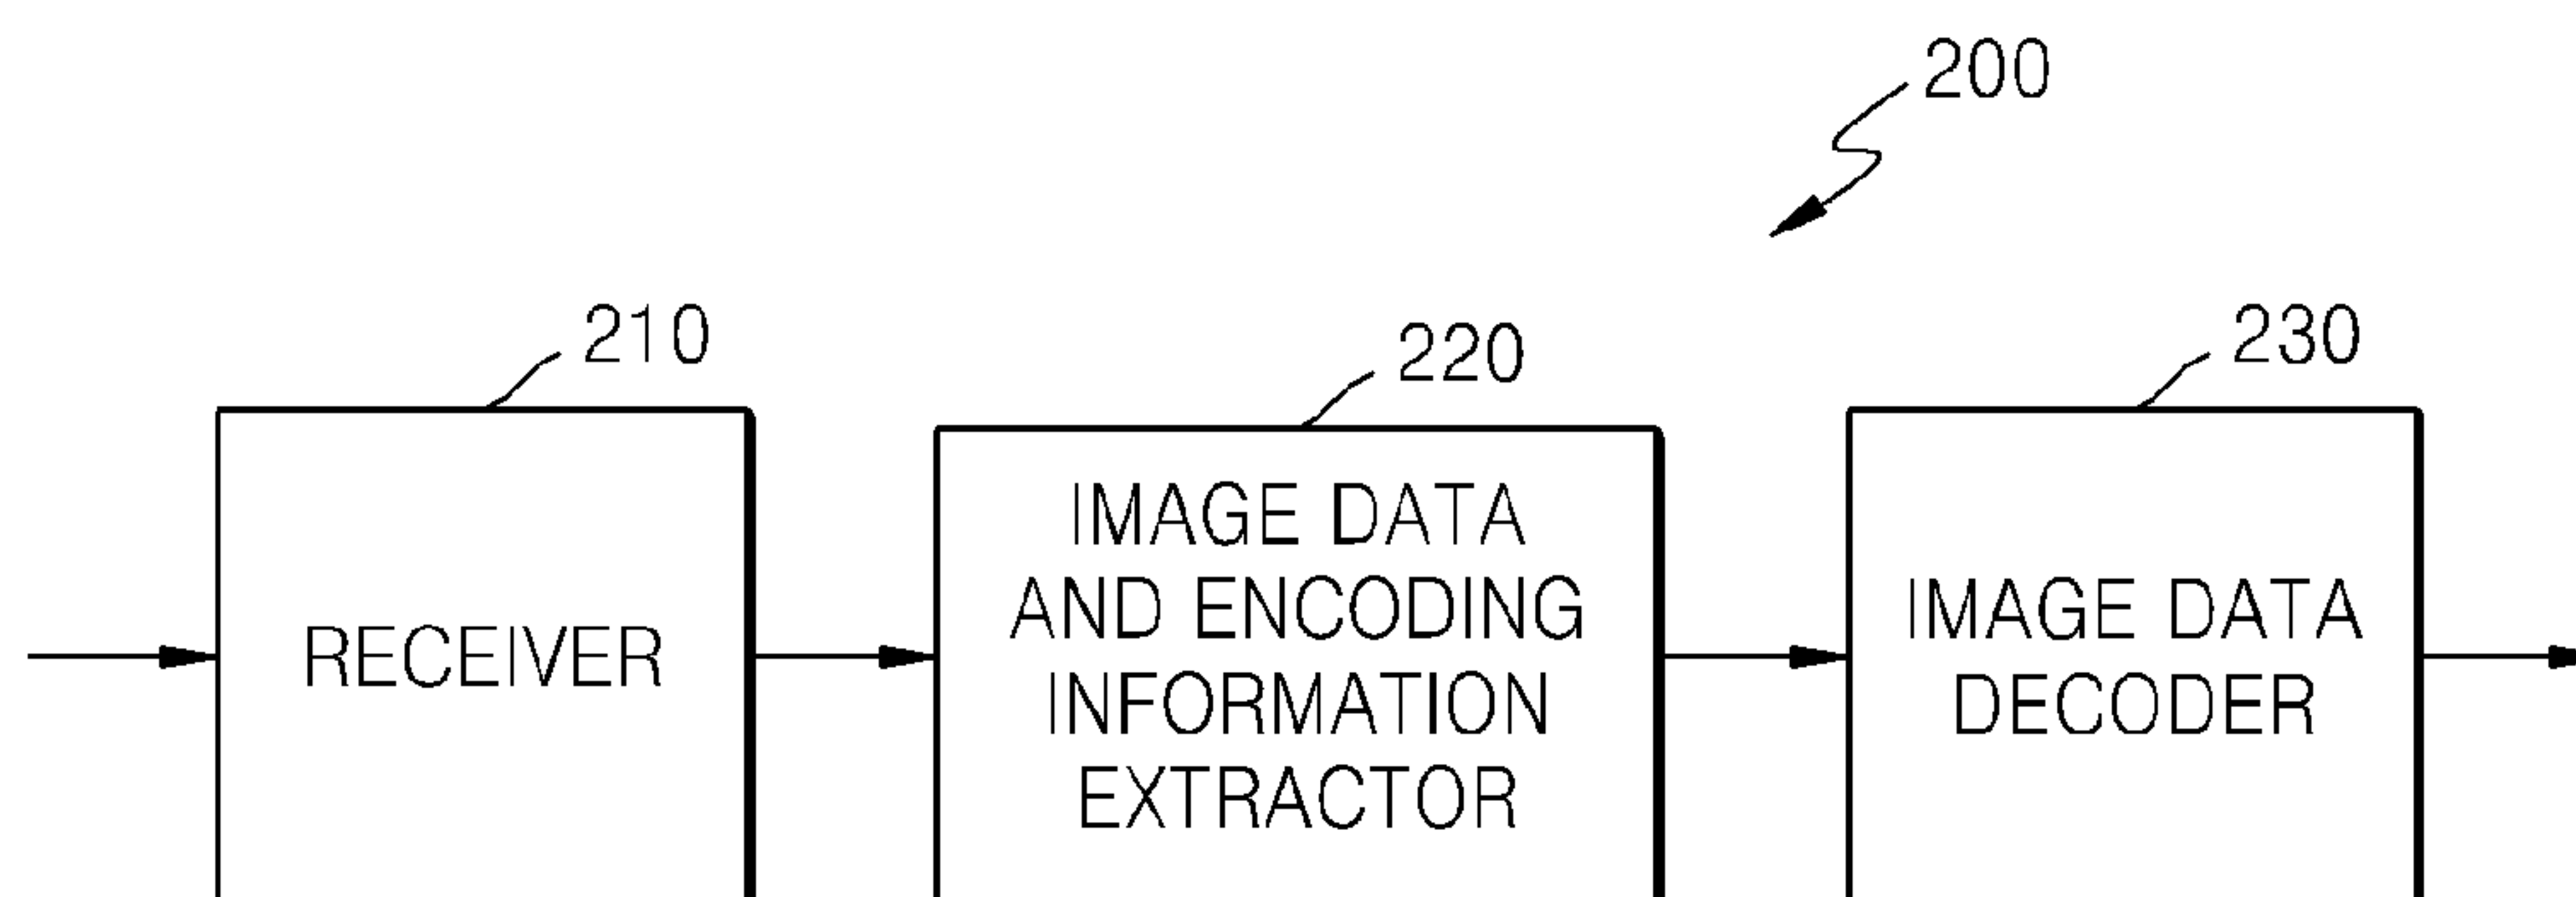 200
210
220
230
RECEIVER
IMAGE DATA
AND ENCODING
INFORMATION
EXTRACTOR
IMAGE DATA
DECODER